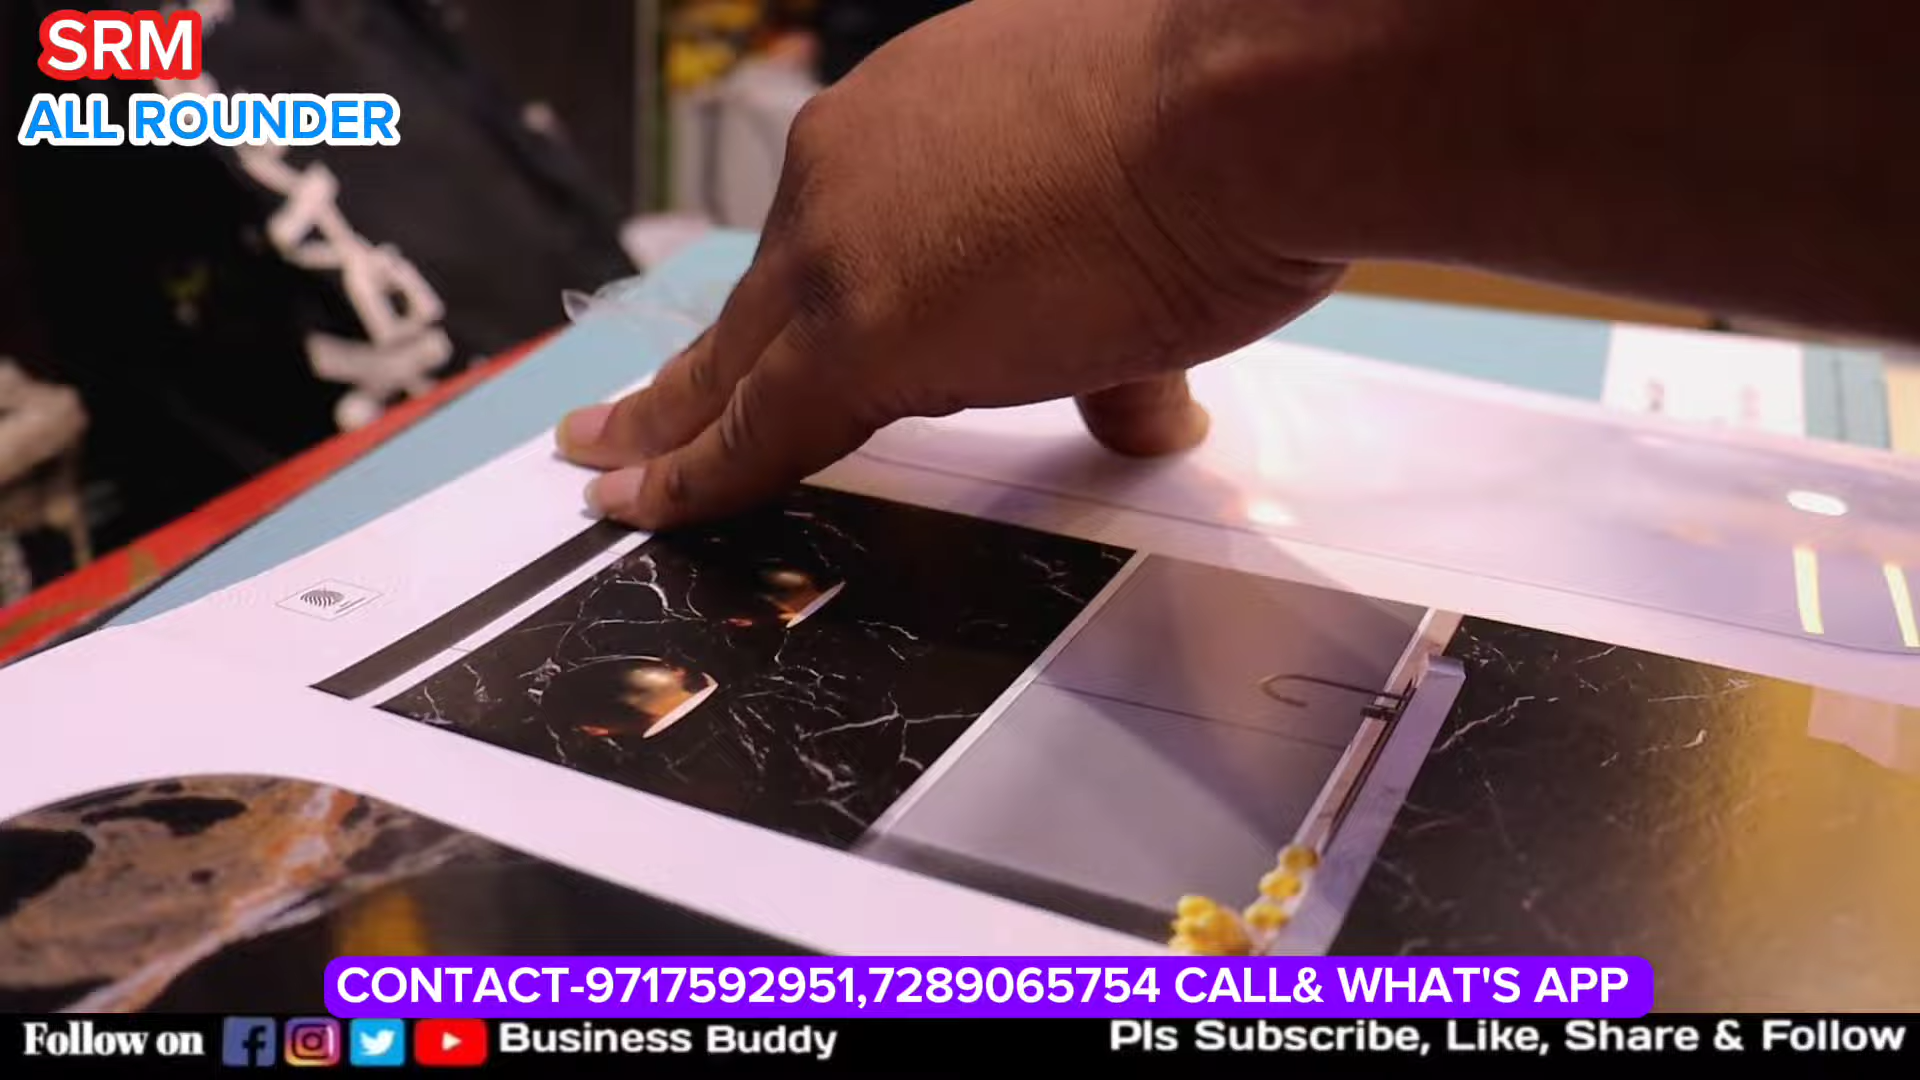 SRM
ALL ROUNDER
CONTACT-9717592951,7289065754 CALL& WHAT'S APP
Follow on Business Buddy Pls Subscribe, Like, Share & Follow